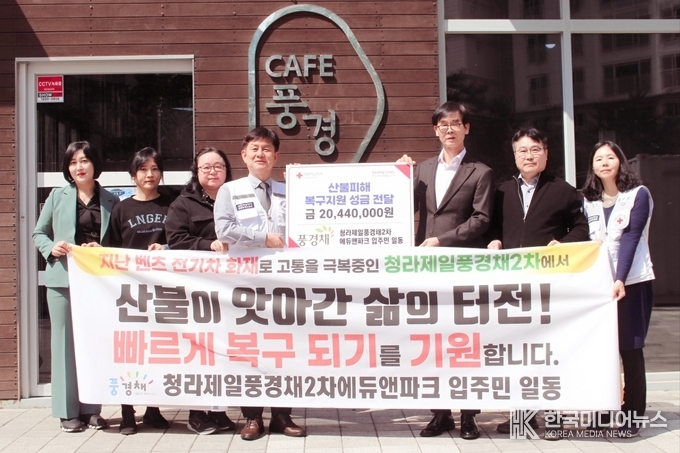 CCTV녹화중
CAFE
풍경
산불피해
복구지원 성금 전달
금 20,440,000원
풍경채
청라제일풍경채2차
에듀앤파크 입주민 일동
LNGER
지난 벤츠 전기차 화재로 고통을 극복중인 청라제일풍경채2차에서
산불이 앗아간 삶의 터전!
빠르게 복구 되기를 기원합니다.
풍경채 청라제일풍경채2차에듀앤파크 입주민 일동
HK 한국미디어뉴스
KOREA MEDIA NEWS